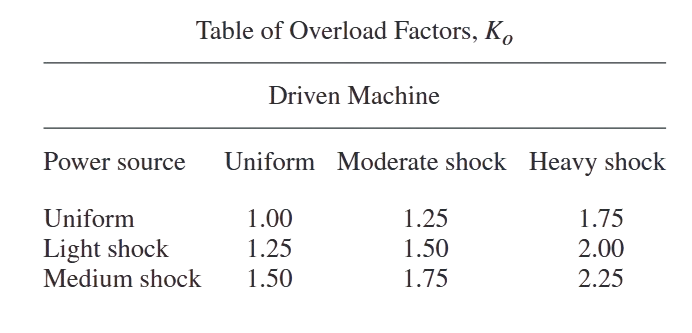 Table of Overload Factors, Kₒ
Driven Machine
Power source Uniform Moderate shock Heavy shock
Uniform 1.00 1.25 1.75
Light shock 1.25 1.50 2.00
Medium shock 1.50 1.75 2.25